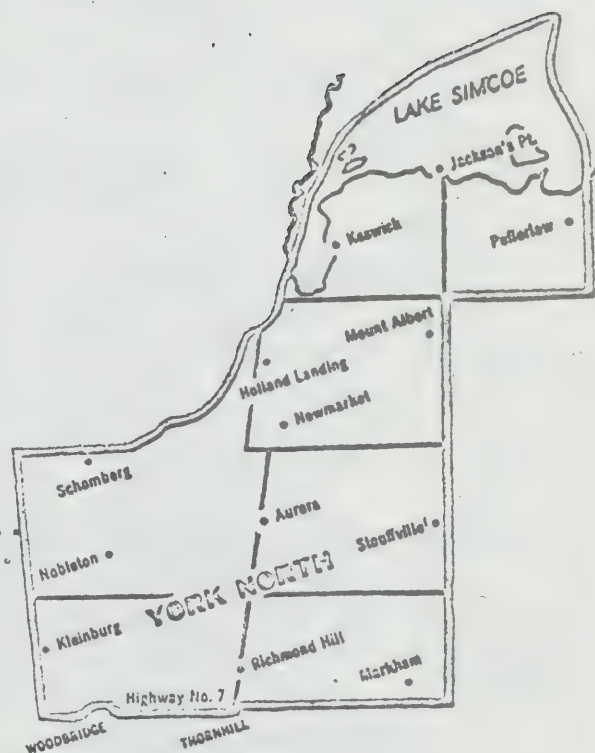 LAKE SIMCOE
Jackson's Pt.
Keswick
Pefferlaw
Mount Albert
Holland Landing
Newmarket
Schomberg
Aurora
Stouffville
Nobleton
YORK NORTH
Kleinburg
Richmond Hill
Markham
Highway No. 7
WOODBRIDGE
THORNHILL